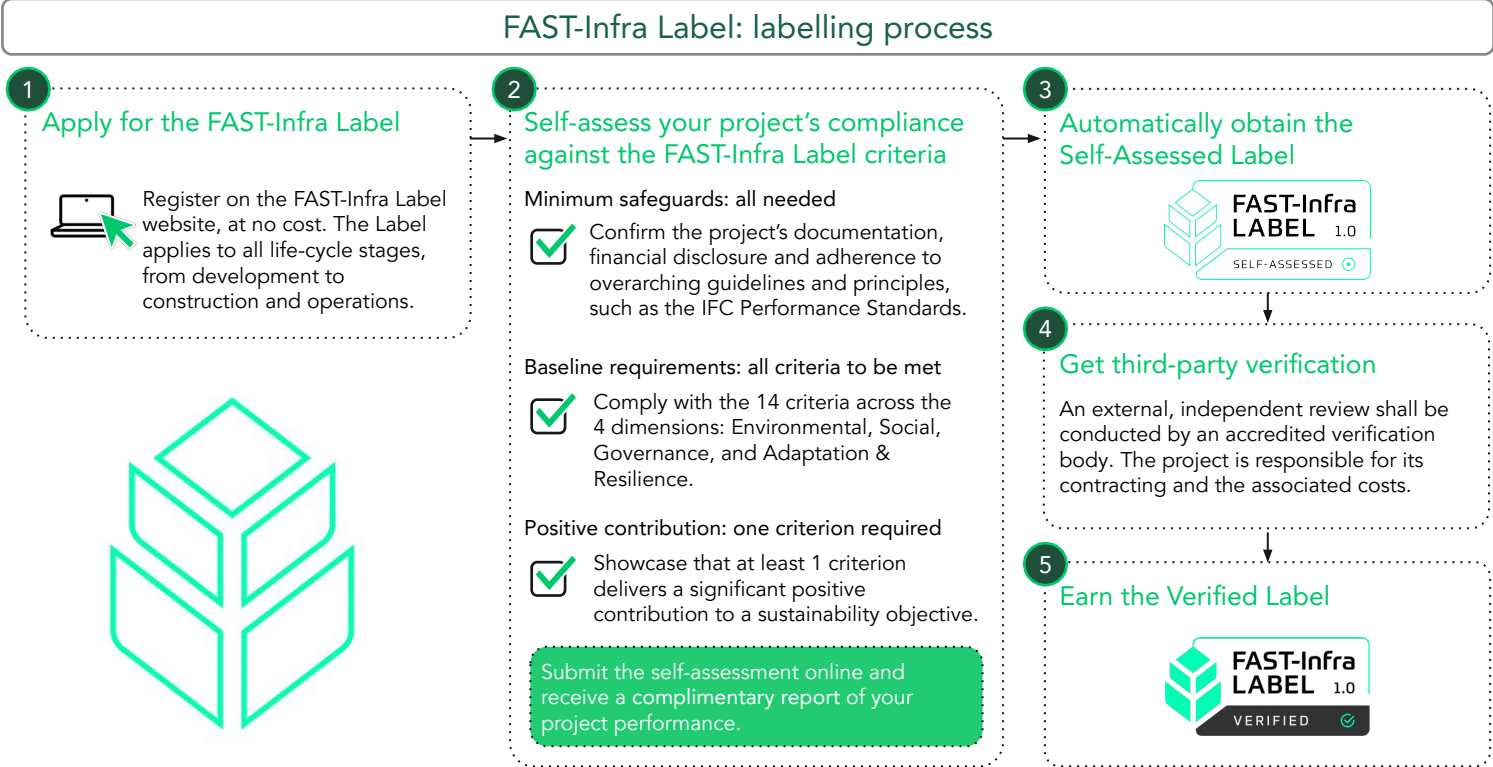 FAST-Infra Label: labelling process
1
Apply for the FAST-Infra Label
Register on the FAST-Infra Label
website, at no cost. The Label
applies to all life-cycle stages,
from development to
construction and operations.
2
Self-assess your project's compliance
against the FAST-Infra Label criteria
Minimum safeguards: all needed
Confirm the project's documentation,
financial disclosure and adherence to
overarching guidelines and principles,
such as the IFC Performance Standards.
Baseline requirements: all criteria to be met
Comply with the 14 criteria across the
4 dimensions: Environmental, Social,
Governance, and Adaptation &
Resilience.
Positive contribution: one criterion required
Showcase that at least 1 criterion
delivers a significant positive
contribution to a sustainability objective.
Submit the self-assessment online and
receive a complimentary report of your
project performance.
3
Automatically obtain the
Self-Assessed Label
FAST-Infra
LABEL 1.0
SELF-ASSESSED
4
Get third-party verification
An external, independent review shall be
conducted by an accredited verification
body. The project is responsible for its
contracting and the associated costs.
5
Earn the Verified Label
FAST-Infra
LABEL 1.0
VERIFIED